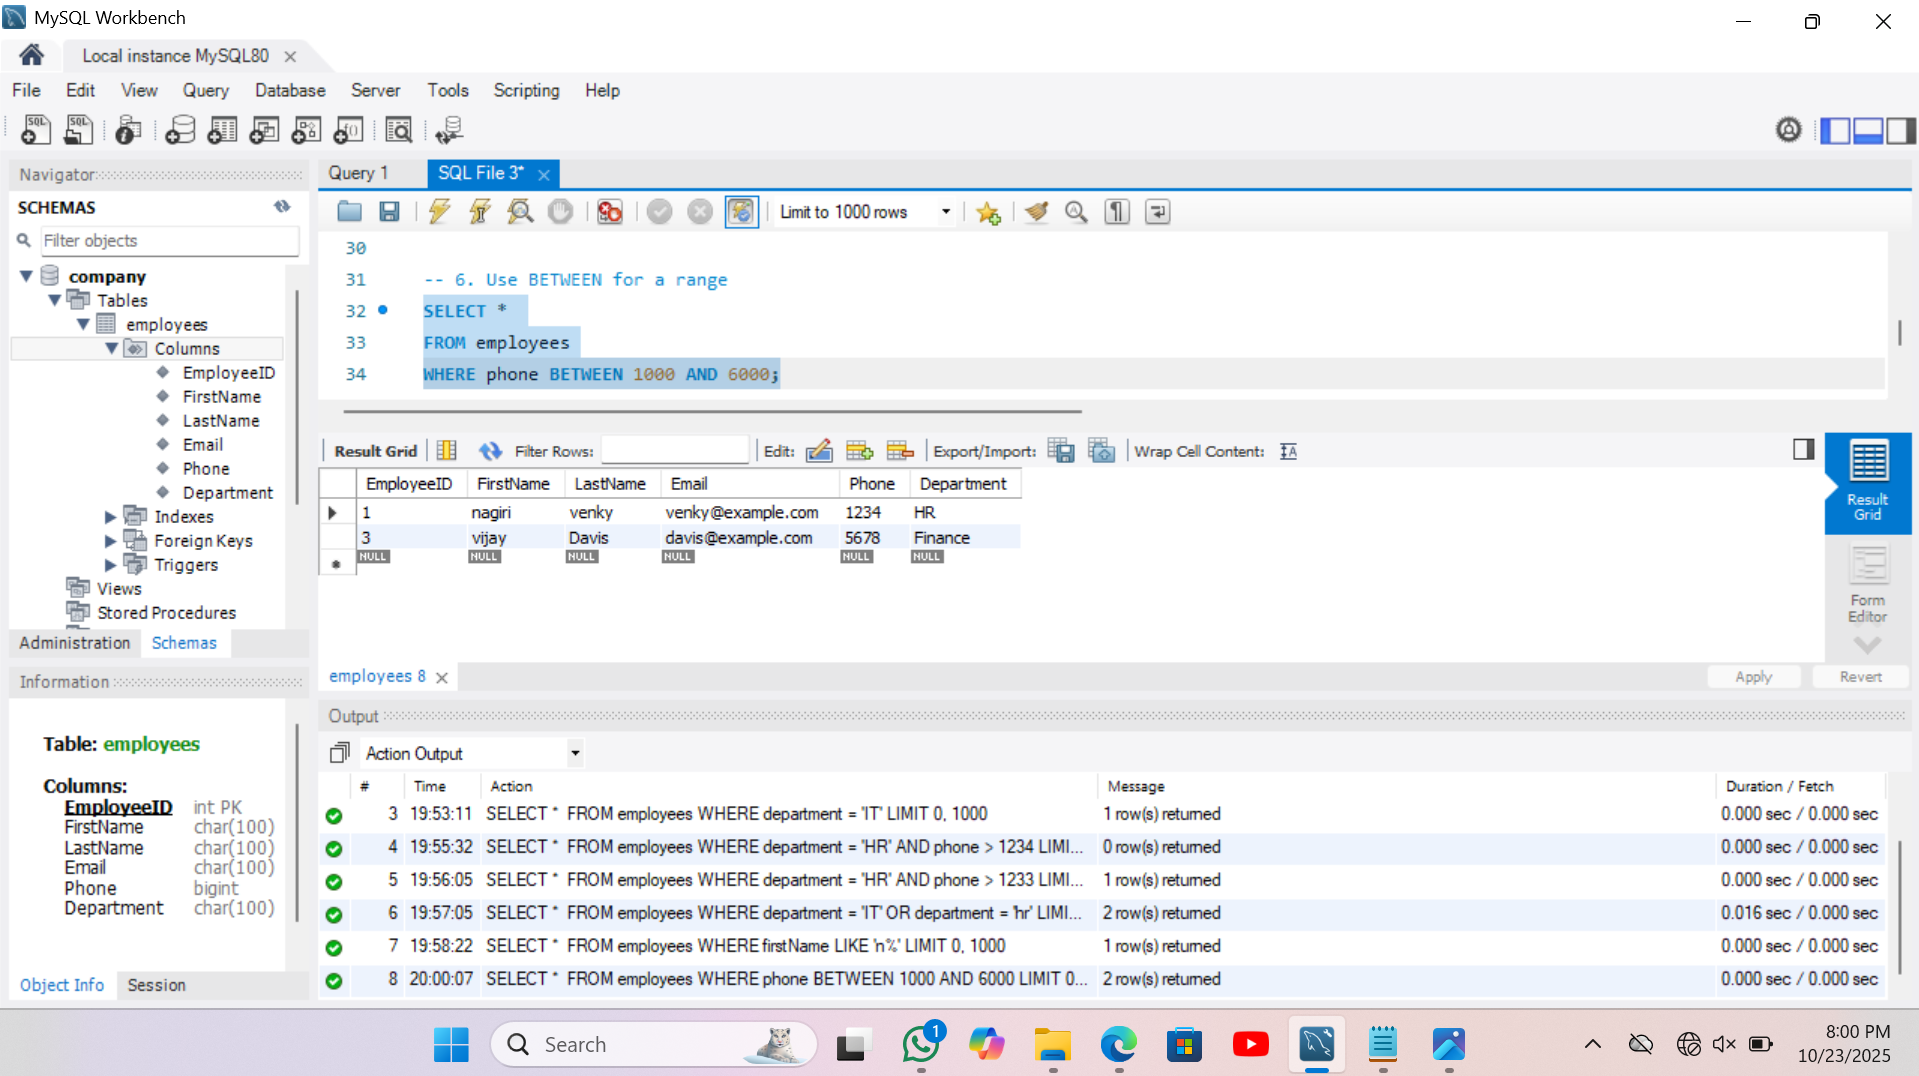 MySQL Workbench
Local instance MySQL80
File Edit View Query Database Server Tools Scripting Help
Navigator
SCHEMAS
Filter objects
company
Tables
employees
Columns
EmployeeID
FirstName
LastName
Email
Phone
Department
Indexes
Foreign Keys
Triggers
Views
Stored Procedures
Administration Schemas
Information
Table: employees
Columns:
EmployeeID int PK
FirstName char(100)
LastName char(100)
Email char(100)
Phone bigint
Department char(100)
Object Info Session
Query 1 SQL File 3*
Limit to 1000 rows
30
31 -- 6. Use BETWEEN for a range
32 SELECT *
33 FROM employees
34 WHERE phone BETWEEN 1000 AND 6000;
Result Grid Filter Rows: Edit: Export/Import: Wrap Cell Content:
EmployeeID FirstName LastName Email Phone Department
1 nagiri venky venky@example.com 1234 HR
3 vijay Davis davis@example.com 5678 Finance
NULL NULL NULL NULL NULL NULL
Result
Grid
Form
Editor
employees 8 Apply Revert
Output
Action Output
# Time Action Message Duration / Fetch
3 19:53:11 SELECT * FROM employees WHERE department = 'IT' LIMIT 0, 1000 1 row(s) returned 0.000 sec / 0.000 sec
4 19:55:32 SELECT * FROM employees WHERE department = 'HR' AND phone > 1234 LIMI... 0 row(s) returned 0.000 sec / 0.000 sec
5 19:56:05 SELECT * FROM employees WHERE department = 'HR' AND phone > 1233 LIMI... 1 row(s) returned 0.000 sec / 0.000 sec
6 19:57:05 SELECT * FROM employees WHERE department = 'IT' OR department = 'hr' LIMI... 2 row(s) returned 0.016 sec / 0.000 sec
7 19:58:22 SELECT * FROM employees WHERE firstName LIKE 'n%' LIMIT 0, 1000 1 row(s) returned 0.000 sec / 0.000 sec
8 20:00:07 SELECT * FROM employees WHERE phone BETWEEN 1000 AND 6000 LIMIT 0... 2 row(s) returned 0.000 sec / 0.000 sec
Search
1
8:00 PM
10/23/2025